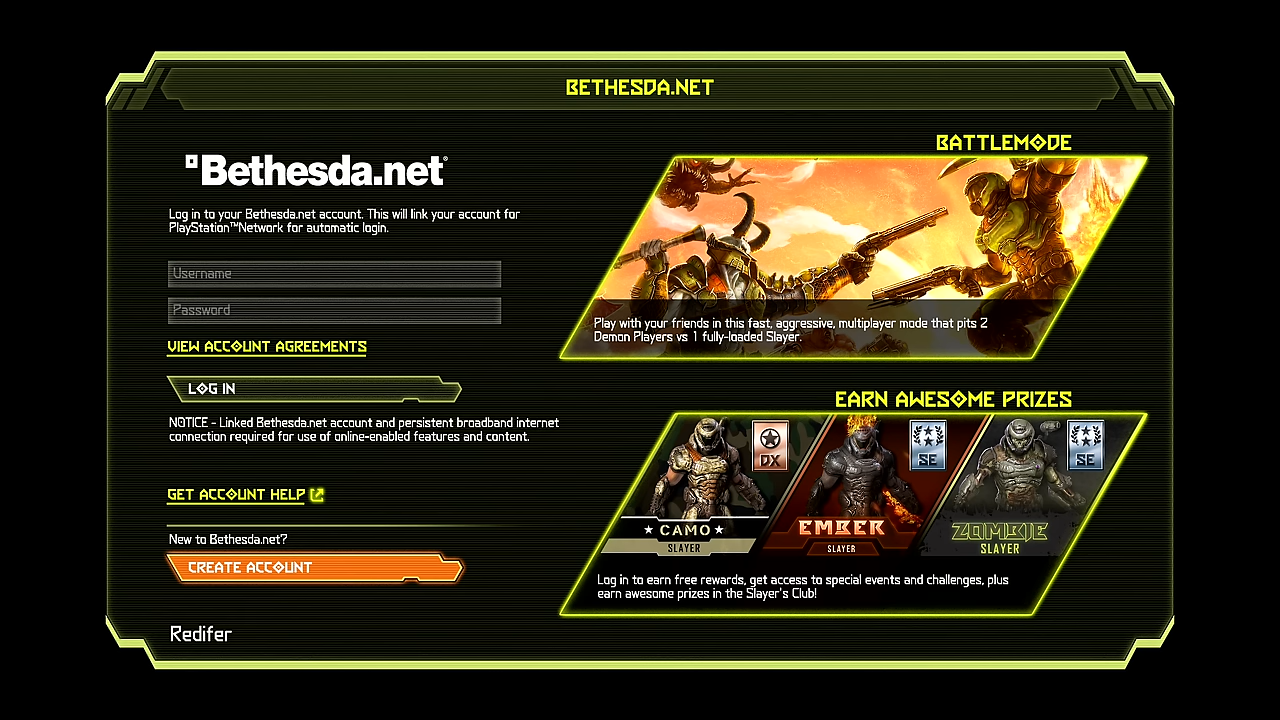 BETHESDA.NET
Bethesda.net
Log in to your Bethesda.net account. This will link your account for
PlayStation™Network for automatic login.
Username
Password
VIEW ACCOUNT AGREEMENTS
LOG IN
NOTICE - Linked Bethesda.net account and persistent broadband internet
connection required for use of online-enabled features and content.
GET ACCOUNT HELP
New to Bethesda.net?
CREATE ACCOUNT
Redifer
BATTLEMODE
Play with your friends in this fast, aggressive, multiplayer mode that pits 2
Demon Players vs 1 fully-loaded Slayer.
EARN AWESOME PRIZES
DX
SE
SE
CAMO
SLAYER
EMBER
SLAYER
ZOMBIE
SLAYER
Log in to earn free rewards, get access to special events and challenges, plus
earn awesome prizes in the Slayer's Club!